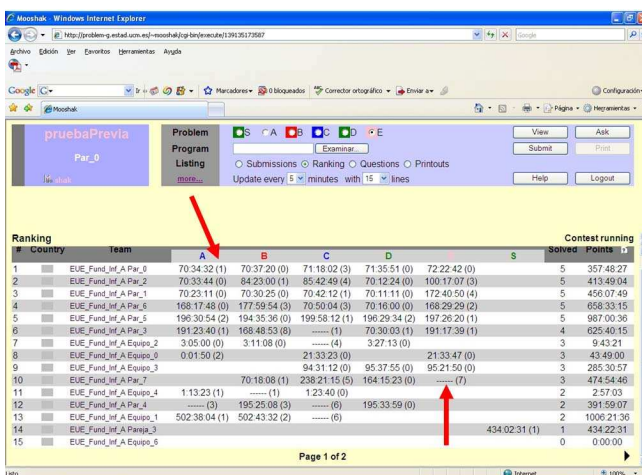 Mooshak - Windows Internet Explorer
http://problem-g.estad.ucm.es/~mooshak/cgi-bin/execute/139135173587
Google
Archivo Edición Ver Favoritos Herramientas Ayuda
Google G Ir Marcadores 0 bloqueados Corrector ortográfico Enviar a Configuración
Mooshak Página Herramientas
pruebaPrevia
Par_0
Problem S A B C D E
Program Examinar...
Listing Submissions Ranking Questions Printouts
more... Update every 5 minutes with 15 lines
View Ask
Submit Print
Help Logout
Ranking Contest running
# Country Team A B C D S Solved Points
1 EUE_Fund_Inf_A Par_0 70:34:32 (1) 70:37:20 (0) 71:18:02 (3) 71:35:51 (0) 72:22:42 (0) 5 357:48:27
2 EUE_Fund_Inf_A Par_2 70:33:44 (0) 84:23:00 (1) 85:42:49 (4) 70:12:24 (0) 100:17:07 (3) 5 413:49:04
3 EUE_Fund_Inf_A Par_1 70:23:11 (0) 70:30:25 (0) 70:42:12 (1) 70:11:11 (0) 172:40:50 (4) 5 456:07:49
4 EUE_Fund_Inf_A Par_6 168:17:48 (0) 177:59:54 (3) 70:50:04 (3) 70:16:00 (0) 168:29:29 (2) 5 658:33:15
5 EUE_Fund_Inf_A Par_5 196:30:54 (2) 194:35:36 (0) 199:58:12 (1) 196:29:34 (2) 197:26:20 (1) 5 987:00:36
6 EUE_Fund_Inf_A Par_3 191:23:40 (1) 168:48:53 (8) ------ (1) 70:30:03 (1) 191:17:39 (1) 4 625:40:15
7 EUE_Fund_Inf_A Equipo_2 3:05:00 (0) 3:11:08 (0) ------ (4) 3:27:13 (0) 3 9:43:21
8 EUE_Fund_Inf_A Equipo_0 0:01:50 (2) 21:33:23 (0) 21:33:47 (0) 3 43:49:00
9 EUE_Fund_Inf_A Equipo_3 94:31:12 (0) 95:37:55 (0) 95:21:50 (0) 3 285:30:57
10 EUE_Fund_Inf_A Par_7 70:18:08 (1) 238:21:15 (5) 164:15:23 (0) ------ (7) 3 474:54:46
11 EUE_Fund_Inf_A Equipo_4 1:13:23 (1) ------ (1) 1:23:40 (0) 2 2:57:03
12 EUE_Fund_Inf_A Par_4 ------ (3) 195:25:08 (3) ------ (6) 195:33:59 (0) 2 391:59:07
13 EUE_Fund_Inf_A Equipo_1 502:38:04 (1) 502:43:32 (2) ------ (6) 2 1006:21:36
14 EUE_Fund_Inf_A Pareja_3 434:02:31 (1) 1 434:22:31
15 EUE_Fund_Inf_A Equipo_6 0 0:00:00
Page 1 of 2
Listo Internet 100%